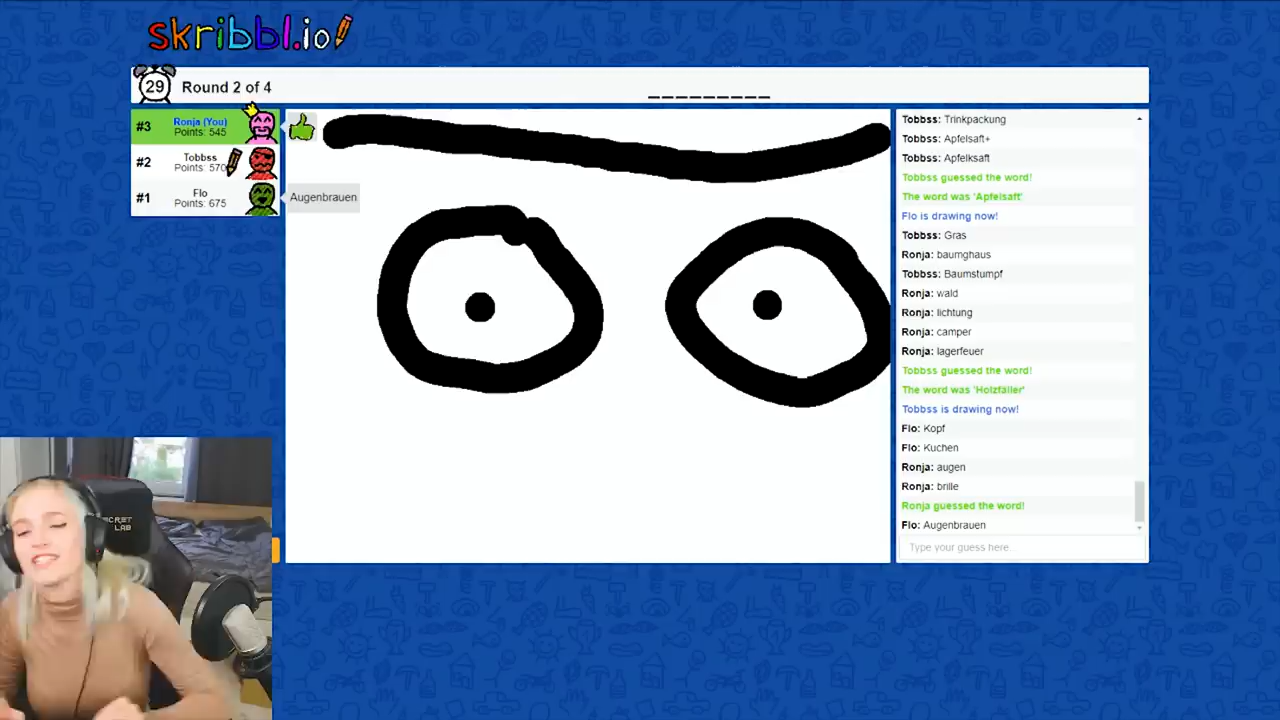 skribbl.io
29
Round 2 of 4
_________
#3
Ronja (You)
Points: 545
#2
Tobbss
Points: 570
#1
Flo
Points: 675
Augenbrauen
Tobbss: Trinkpackung
Tobbss: Apfelsaft+
Tobbss: Apfelksaft
Tobbss guessed the word!
The word was 'Apfelsaft'
Flo is drawing now!
Tobbss: Gras
Ronja: baumghaus
Tobbss: Baumstumpf
Ronja: wald
Ronja: lichtung
Ronja: camper
Ronja: lagerfeuer
Tobbss guessed the word!
The word was 'Holzfäller'
Tobbss is drawing now!
Flo: Kopf
Flo: Kuchen
Ronja: augen
Ronja: brille
Ronja guessed the word!
Flo: Augenbrauen
Type your guess here.
SECRET
LAB